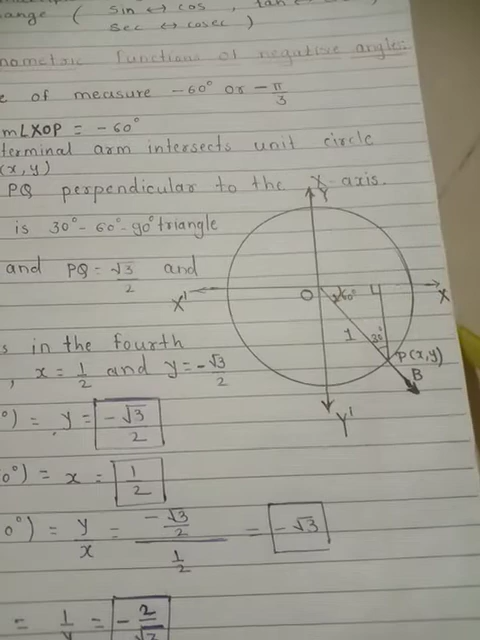 ange ( sin ↔ cos , tan
sec ↔ cosec )
nometric functions of negative angles:
e of measure -60° or -π/3
m∠XOP = -60°
terminal arm intersects unit circle
(x, y)
PQ perpendicular to the X-axis.
is 30°-60°-90° triangle
and PQ = √3/2 and
s in the fourth
, x = 1/2 and y = -√3/2
°) = y = -√3/2
0°) = x = 1/2
0°) = y/x = (-√3/2)/(1/2) = -√3
= 1/y = -2/√3
Y
X'
O
60°
X
1
30°
P(x,y)
B
Y'